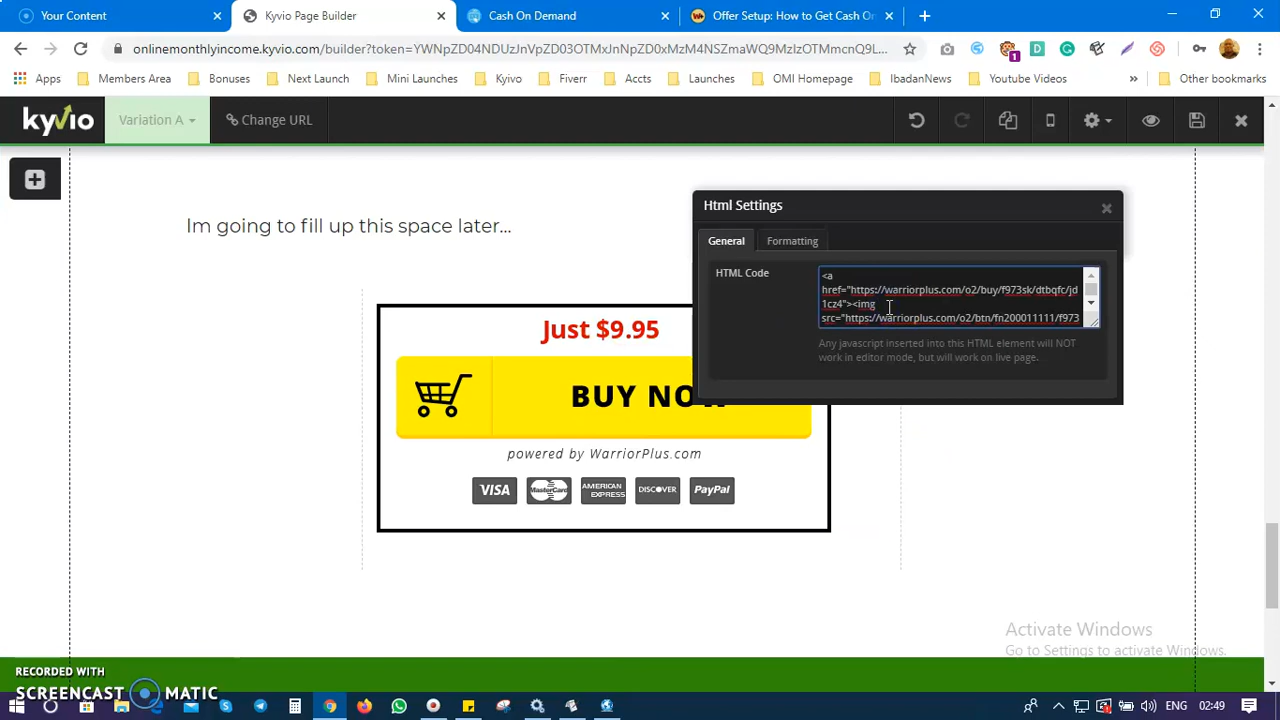 Your Content
Kyvio Page Builder
Cash On Demand
Offer Setup: How to Get Cash On
onlinemonthlyincome.kyvio.com/builder?token=YWNpZD04NDUzJnVpZD03OTMxJnNpZD0xMzM4NSZmaWQ9MzIzOTMmcnQ9L...
1
Apps
Members Area
Bonuses
Next Launch
Mini Launches
Kyivo
Fiverr
Accts
Launches
OMI Homepage
IbadanNews
Youtube Videos
»
Other bookmarks
kyvio
Variation A
Change URL
Im going to fill up this space later...
Html Settings
General
Formatting
HTML Code
<a
href="https://warriorplus.com/o2/buy/f973sk/dtbqfc/jd
1cz4"><img
src="https://warriorplus.com/o2/btn/fn200011111/f973
Any javascript inserted into this HTML element will NOT
work in editor mode, but will work on live page.
Just $9.95
BUY NOW
powered by WarriorPlus.com
VISA
MasterCard
AMERICAN EXPRESS
DISCOVER
PayPal
Activate Windows
Go to Settings to activate Windows.
RECORDED WITH
SCREENCAST MATIC
ENG
02:49